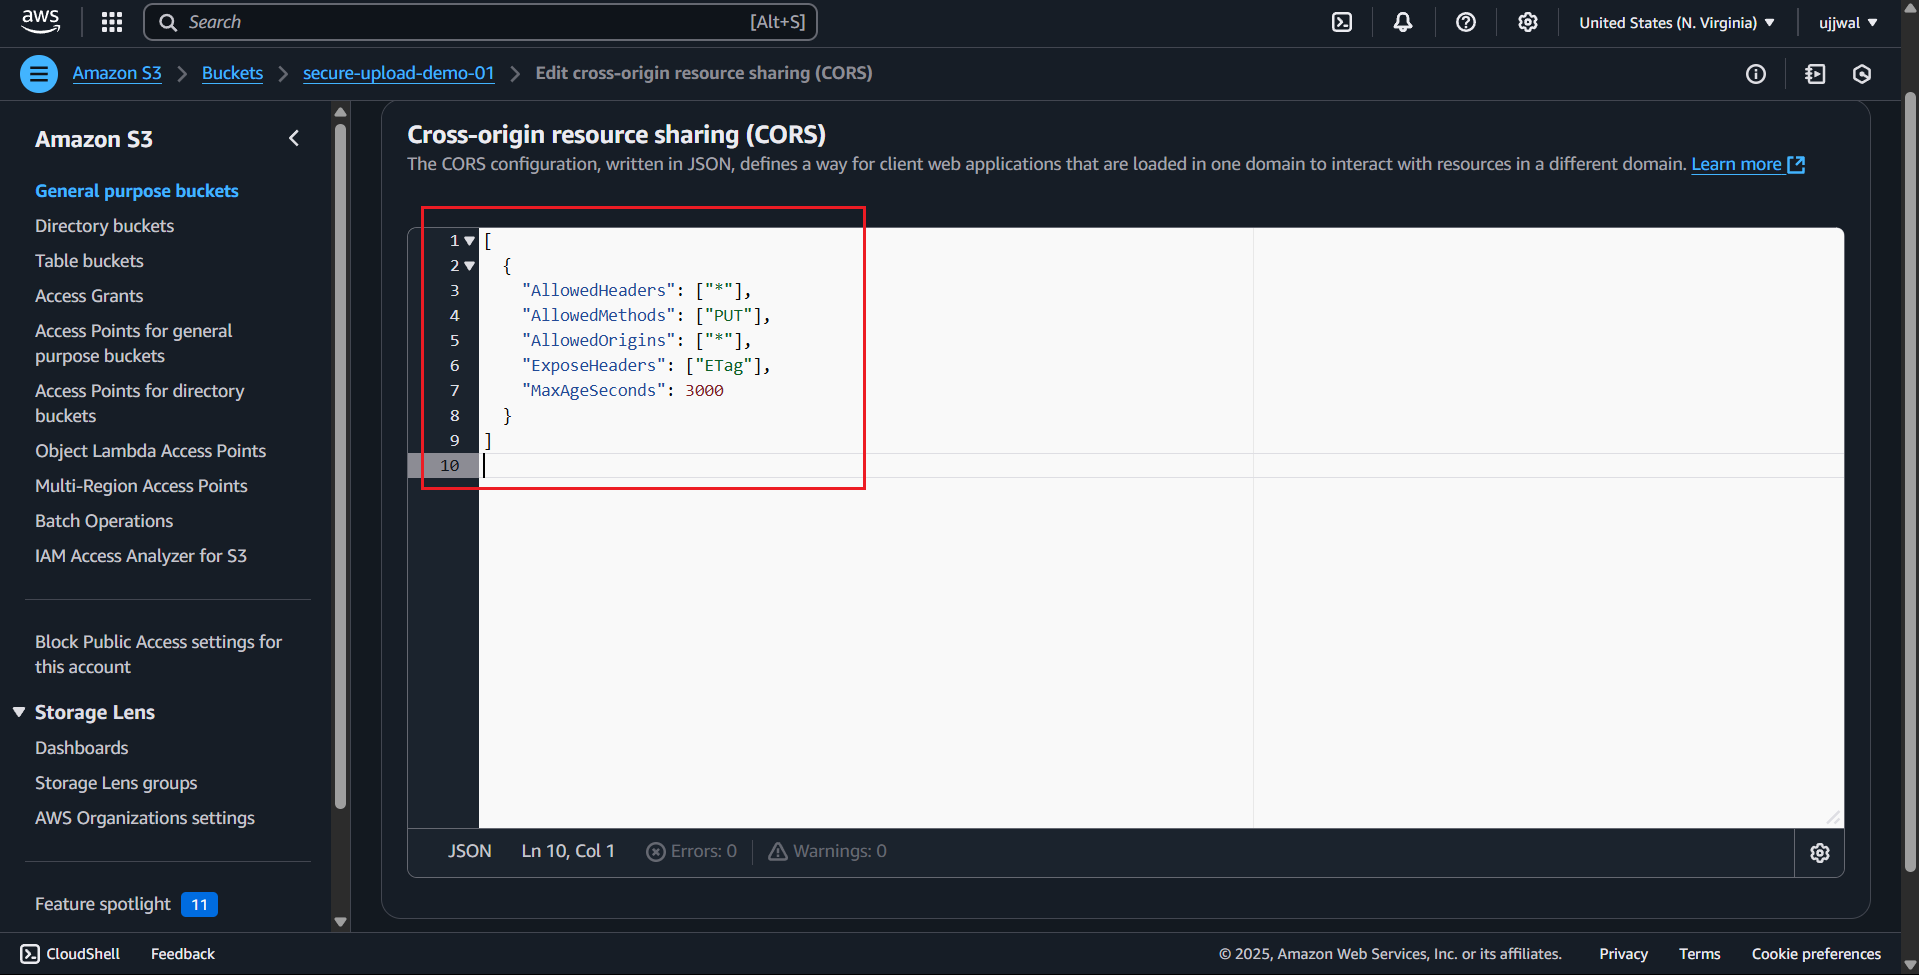 aws
Search [Alt+S]
United States (N. Virginia)
ujjwal
Amazon S3
Buckets
secure-upload-demo-01
Edit cross-origin resource sharing (CORS)
Amazon S3
General purpose buckets
Directory buckets
Table buckets
Access Grants
Access Points for general
purpose buckets
Access Points for directory
buckets
Object Lambda Access Points
Multi-Region Access Points
Batch Operations
IAM Access Analyzer for S3
Block Public Access settings for
this account
Storage Lens
Dashboards
Storage Lens groups
AWS Organizations settings
Feature spotlight 11
Cross-origin resource sharing (CORS)
The CORS configuration, written in JSON, defines a way for client web applications that are loaded in one domain to interact with resources in a different domain. Learn more
1 [
2 {
3 "AllowedHeaders": ["*"],
4 "AllowedMethods": ["PUT"],
5 "AllowedOrigins": ["*"],
6 "ExposeHeaders": ["ETag"],
7 "MaxAgeSeconds": 3000
8 }
9 ]
10
JSON Ln 10, Col 1 Errors: 0 Warnings: 0
CloudShell Feedback © 2025, Amazon Web Services, Inc. or its affiliates. Privacy Terms Cookie preferences